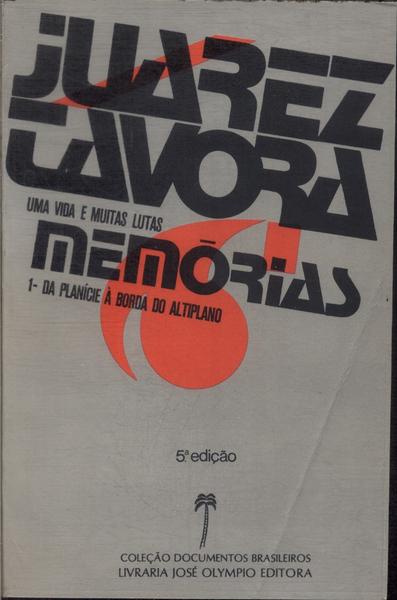 JUAREZ
TÁVORA
UMA VIDA E MUITAS LUTAS
MEMÓRIAS
1- DA PLANÍCIE À BORDA DO ALTIPLANO
5ª edição
COLEÇÃO DOCUMENTOS BRASILEIROS
LIVRARIA JOSÉ OLYMPIO EDITORA